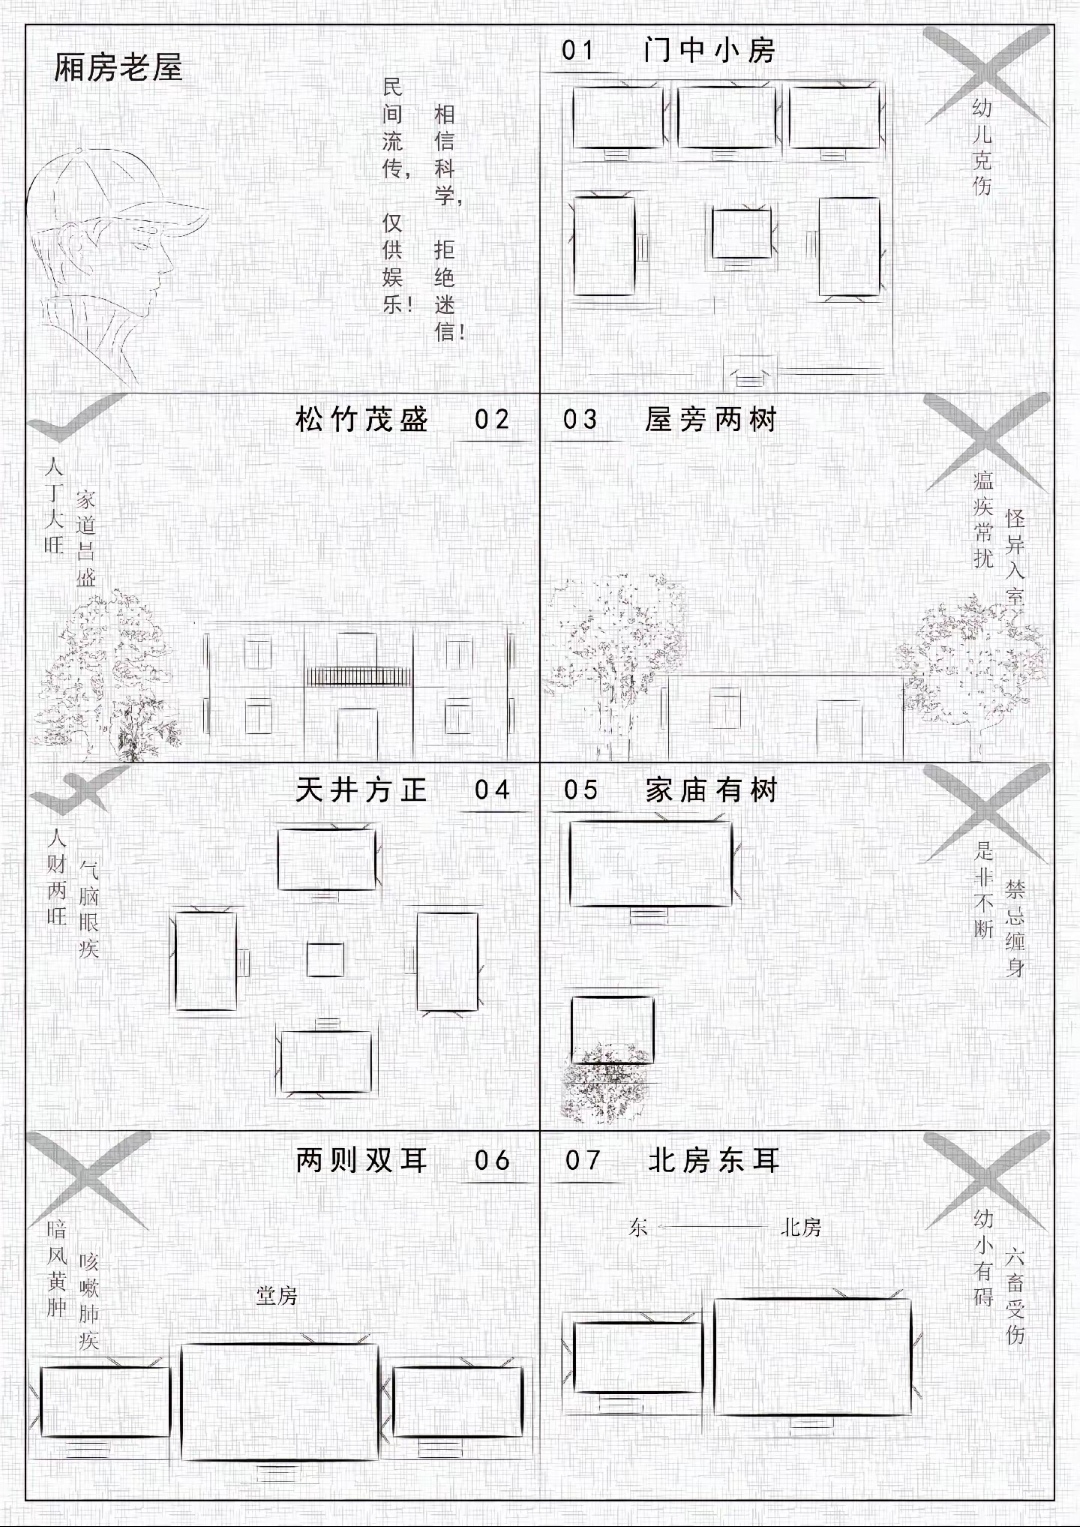 厢房老屋
民间流传，仅供娱乐！
相信科学，拒绝迷信！
01 门中小房
幼儿克伤
松竹茂盛 02
人丁大旺
家道昌盛
03 屋旁两树
瘟疾常扰
怪异入室
天井方正 04
人财两旺
气脑眼疾
05 家庙有树
是非不断
禁忌缠身
两则双耳 06
暗风黄肿
咳嗽肺疾
堂房
07 北房东耳
东 北房
幼小有碍
六畜受伤